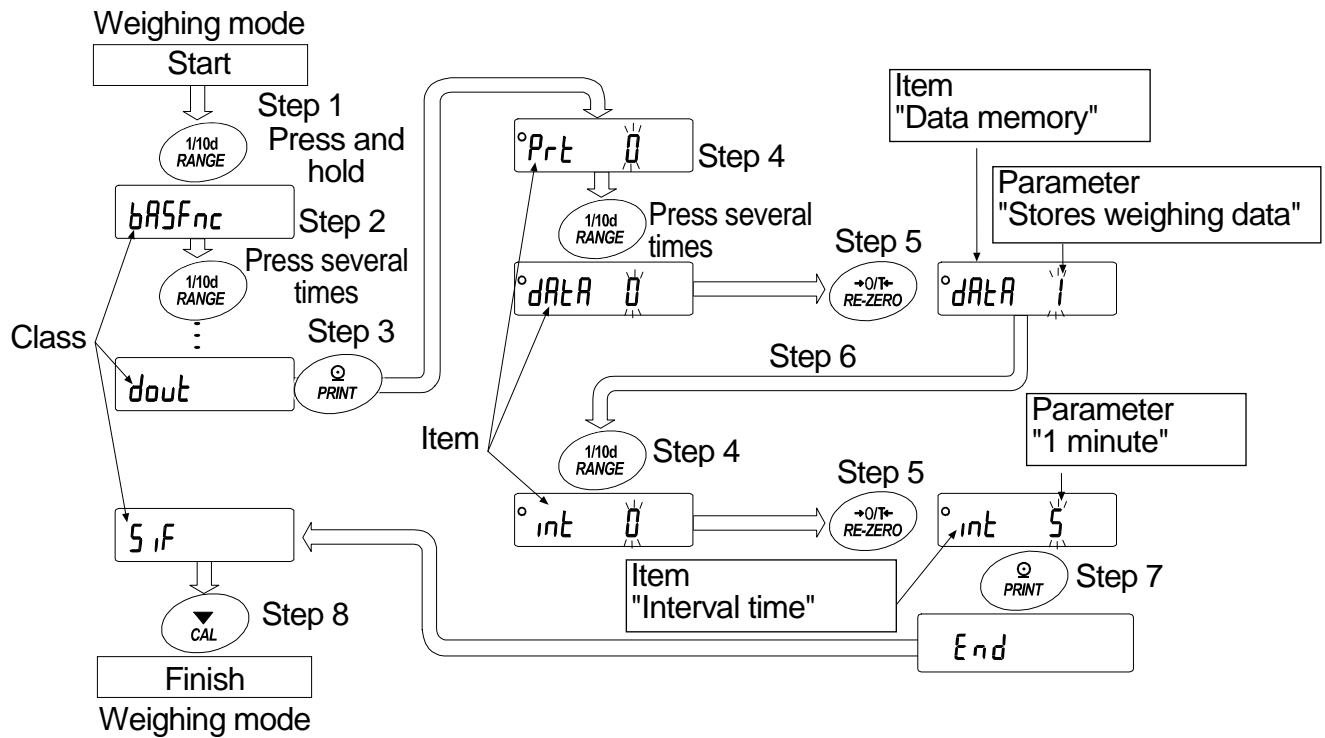 Weighing mode
Start
Step 1
Press and
hold
1/10d
RANGE
bASFnc
Step 2
Press several
times
1/10d
RANGE
Class
dout
Step 3
PRINT
Prt 0
Step 4
1/10d
RANGE
Press several
times
dAtA 0
Step 5
→0/T←
RE-ZERO
Item
"Data memory"
Parameter
"Stores weighing data"
dAtA 1
Step 6
Item
1/10d
RANGE
Step 4
int 0
Step 5
→0/T←
RE-ZERO
Parameter
"1 minute"
int 5
Item
"Interval time"
PRINT
Step 7
End
SiF
CAL
Step 8
Finish
Weighing mode